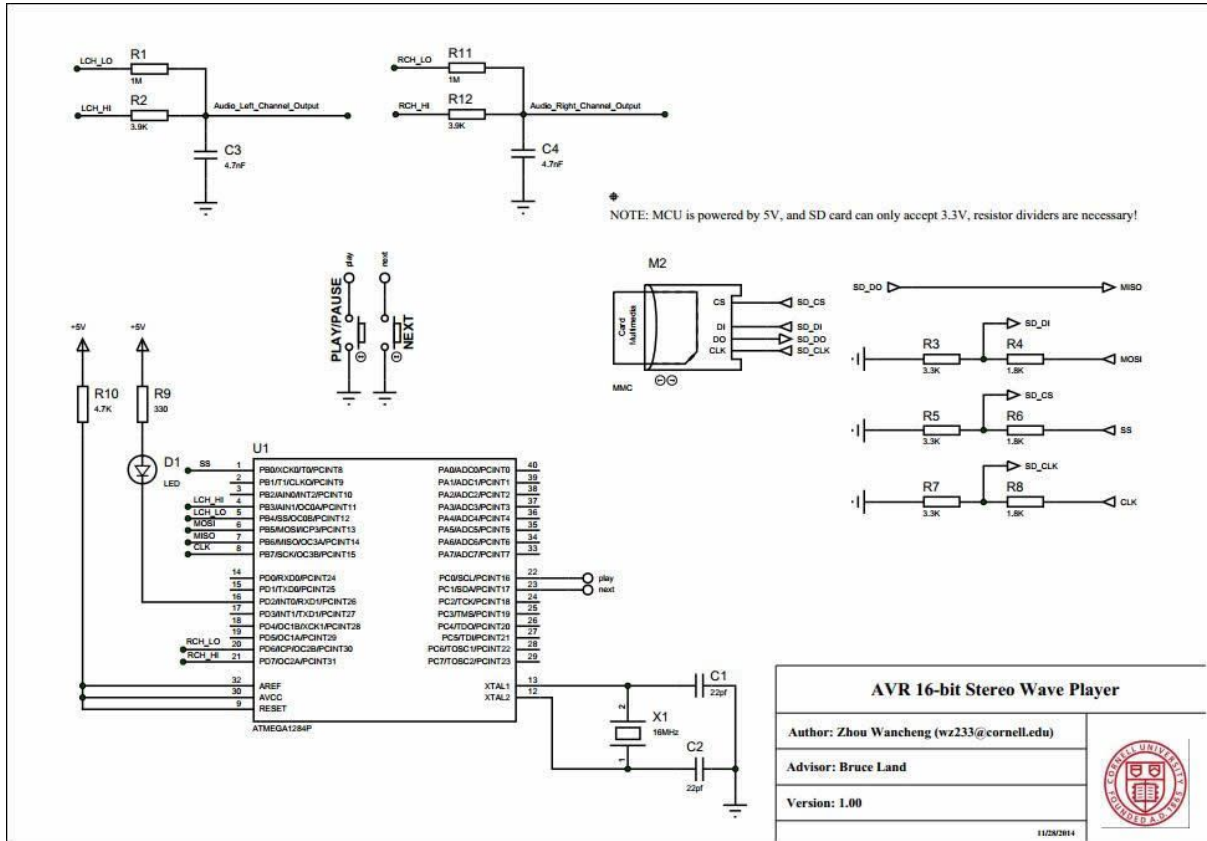 LCH_LO
R1
1M
LCH_HI
R2
3.9K
Audio_Left_Channel_Output
C3
4.7nF
RCH_LO
R11
1M
RCH_HI
R12
3.9K
Audio_Right_Channel_Output
C4
4.7nF
NOTE: MCU is powered by 5V, and SD card can only accept 3.3V, resistor dividers are necessary!
play
next
PLAY/PAUSE
NEXT
M2
Card
Multimedia
CS
DI
DO
CLK
SD_CS
SD_DI
SD_DO
SD_CLK
MMC
SD_DO
MISO
SD_DI
R3
3.3K
R4
1.8K
MOSI
SD_CS
R5
3.3K
R6
1.8K
SS
SD_CLK
R7
3.3K
R8
1.8K
CLK
+5V
+5V
R10
4.7K
R9
330
D1
LED
U1
SS 1 PB0/XCK0/T0/PCINT8
2 PB1/T1/CLKO/PCINT9
3 PB2/AIN0/INT2/PCINT10
LCH_HI 4 PB3/AIN1/OC0A/PCINT11
LCH_LO 5 PB4/SS/OC0B/PCINT12
MOSI 6 PB5/MOSI/ICP3/PCINT13
MISO 7 PB6/MISO/OC3A/PCINT14
CLK 8 PB7/SCK/OC3B/PCINT15
14 PD0/RXD0/PCINT24
15 PD1/TXD0/PCINT25
16 PD2/INT0/RXD1/PCINT26
17 PD3/INT1/TXD1/PCINT27
18 PD4/OC1B/XCK1/PCINT28
19 PD5/OC1A/PCINT29
RCH_LO 20 PD6/ICP/OC2B/PCINT30
RCH_HI 21 PD7/OC2A/PCINT31
32 AREF
30 AVCC
9 RESET
PA0/ADC0/PCINT0 40
PA1/ADC1/PCINT1 39
PA2/ADC2/PCINT2 38
PA3/ADC3/PCINT3 37
PA4/ADC4/PCINT4 36
PA5/ADC5/PCINT5 35
PA6/ADC6/PCINT6 34
PA7/ADC7/PCINT7 33
PC0/SCL/PCINT16 22 play
PC1/SDA/PCINT17 23 next
PC2/TCK/PCINT18 24
PC3/TMS/PCINT19 25
PC4/TDO/PCINT20 26
PC5/TDI/PCINT21 27
PC6/TOSC1/PCINT22 28
PC7/TOSC2/PCINT23 29
XTAL1 13
XTAL2 12
ATMEGA1284P
C1
22pf
2
X1
16MHz
1
C2
22pf
AVR 16-bit Stereo Wave Player
Author: Zhou Wancheng (wz233@cornell.edu)
Advisor: Bruce Land
Version: 1.00
11/28/2014
CORNELL UNIVERSITY
FOUNDED A.D. 1865